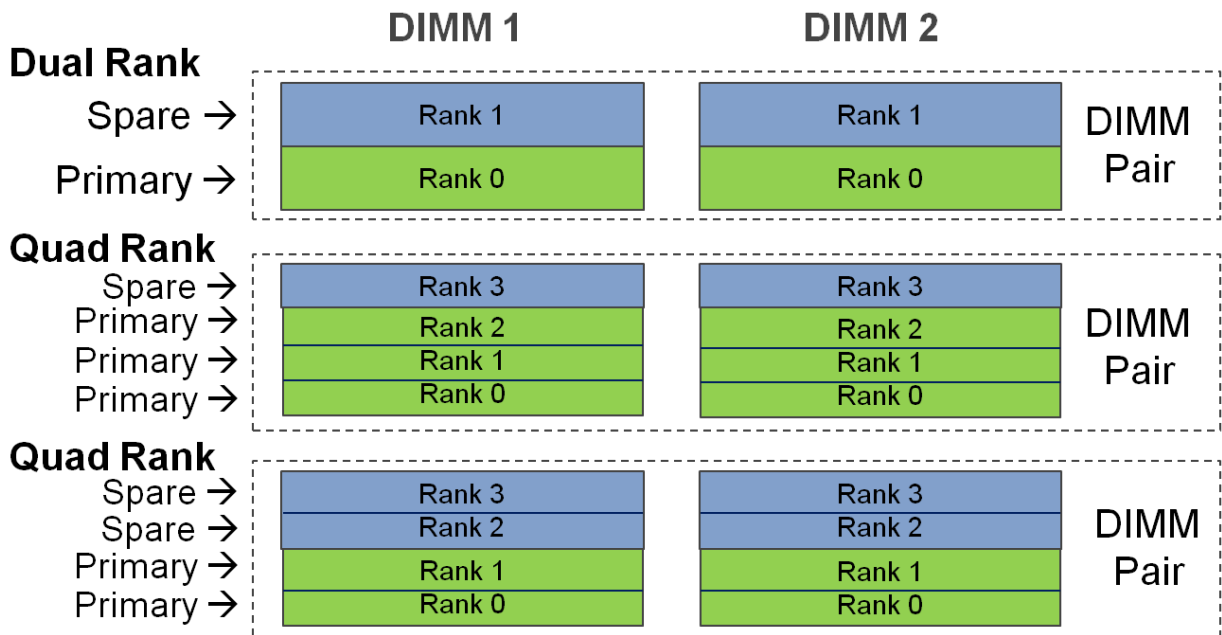 DIMM 1 DIMM 2
Dual Rank
Spare → Rank 1 Rank 1
DIMM
Pair
Primary → Rank 0 Rank 0
Quad Rank
Spare → Rank 3 Rank 3
Primary → Rank 2 Rank 2
DIMM
Pair
Primary → Rank 1 Rank 1
Primary → Rank 0 Rank 0
Quad Rank
Spare → Rank 3 Rank 3
Spare → Rank 2 Rank 2
DIMM
Pair
Primary → Rank 1 Rank 1
Primary → Rank 0 Rank 0